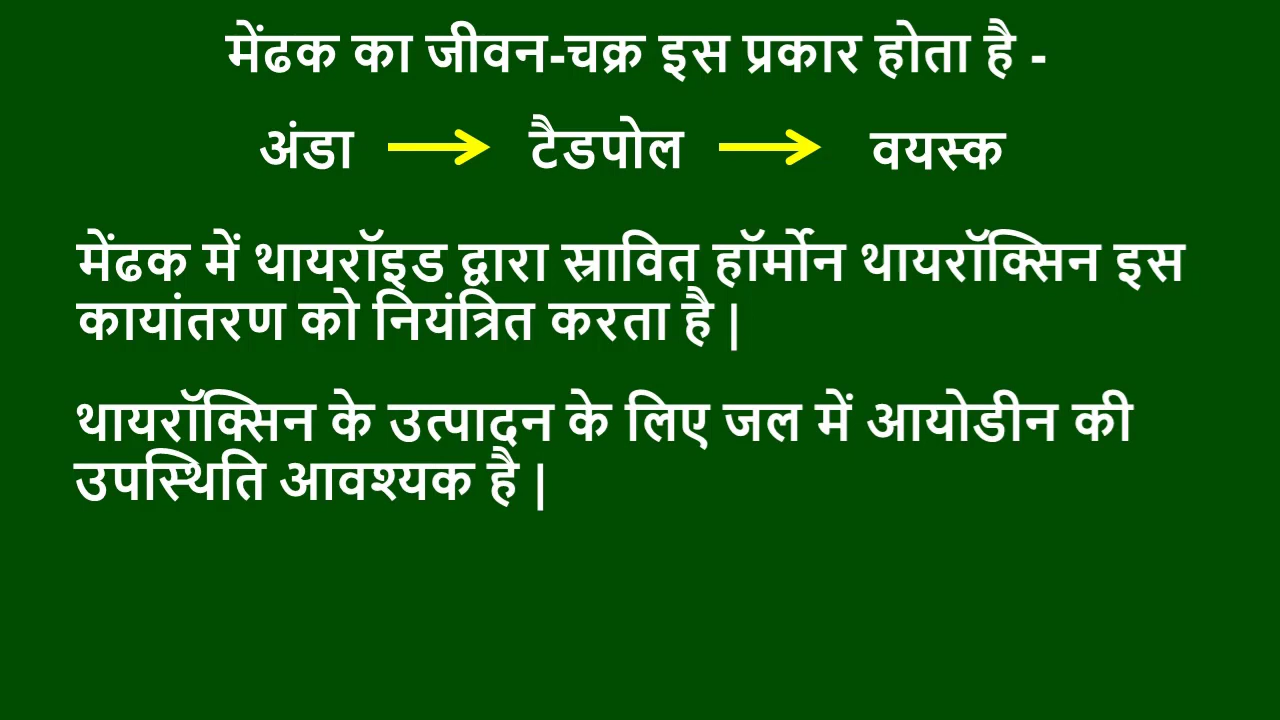 मेंढक का जीवन-चक्र इस प्रकार होता है -
अंडा → टैडपोल → वयस्क
मेंढक में थायरॉइड द्वारा स्रावित हॉर्मोन थायरॉक्सिन इस
कायांतरण को नियंत्रित करता है |
थायरॉक्सिन के उत्पादन के लिए जल में आयोडीन की
उपस्थिति आवश्यक है |